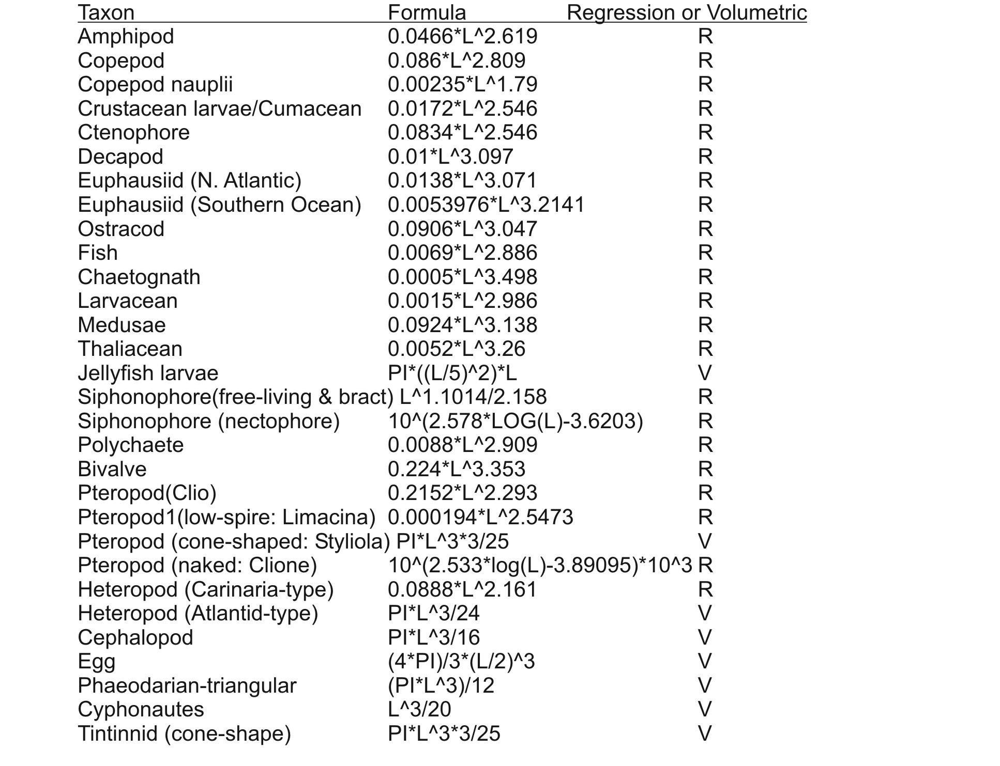 Taxon Formula Regression or Volumetric
Amphipod 0.0466*L^2.619 R
Copepod 0.086*L^2.809 R
Copepod nauplii 0.00235*L^1.79 R
Crustacean larvae/Cumacean 0.0172*L^2.546 R
Ctenophore 0.0834*L^2.546 R
Decapod 0.01*L^3.097 R
Euphausiid (N. Atlantic) 0.0138*L^3.071 R
Euphausiid (Southern Ocean) 0.0053976*L^3.2141 R
Ostracod 0.0906*L^3.047 R
Fish 0.0069*L^2.886 R
Chaetognath 0.0005*L^3.498 R
Larvacean 0.0015*L^2.986 R
Medusae 0.0924*L^3.138 R
Thaliacean 0.0052*L^3.26 R
Jellyfish larvae PI*((L/5)^2)*L V
Siphonophore(free-living & bract) L^1.1014/2.158 R
Siphonophore (nectophore) 10^(2.578*LOG(L)-3.6203) R
Polychaete 0.0088*L^2.909 R
Bivalve 0.224*L^3.353 R
Pteropod(Clio) 0.2152*L^2.293 R
Pteropod1(low-spire: Limacina) 0.000194*L^2.5473 R
Pteropod (cone-shaped: Styliola) PI*L^3*3/25 V
Pteropod (naked: Clione) 10^(2.533*log(L)-3.89095)*10^3 R
Heteropod (Carinaria-type) 0.0888*L^2.161 R
Heteropod (Atlantid-type) PI*L^3/24 V
Cephalopod PI*L^3/16 V
Egg (4*PI)/3*(L/2)^3 V
Phaeodarian-triangular (PI*L^3)/12 V
Cyphonautes L^3/20 V
Tintinnid (cone-shape) PI*L^3*3/25 V